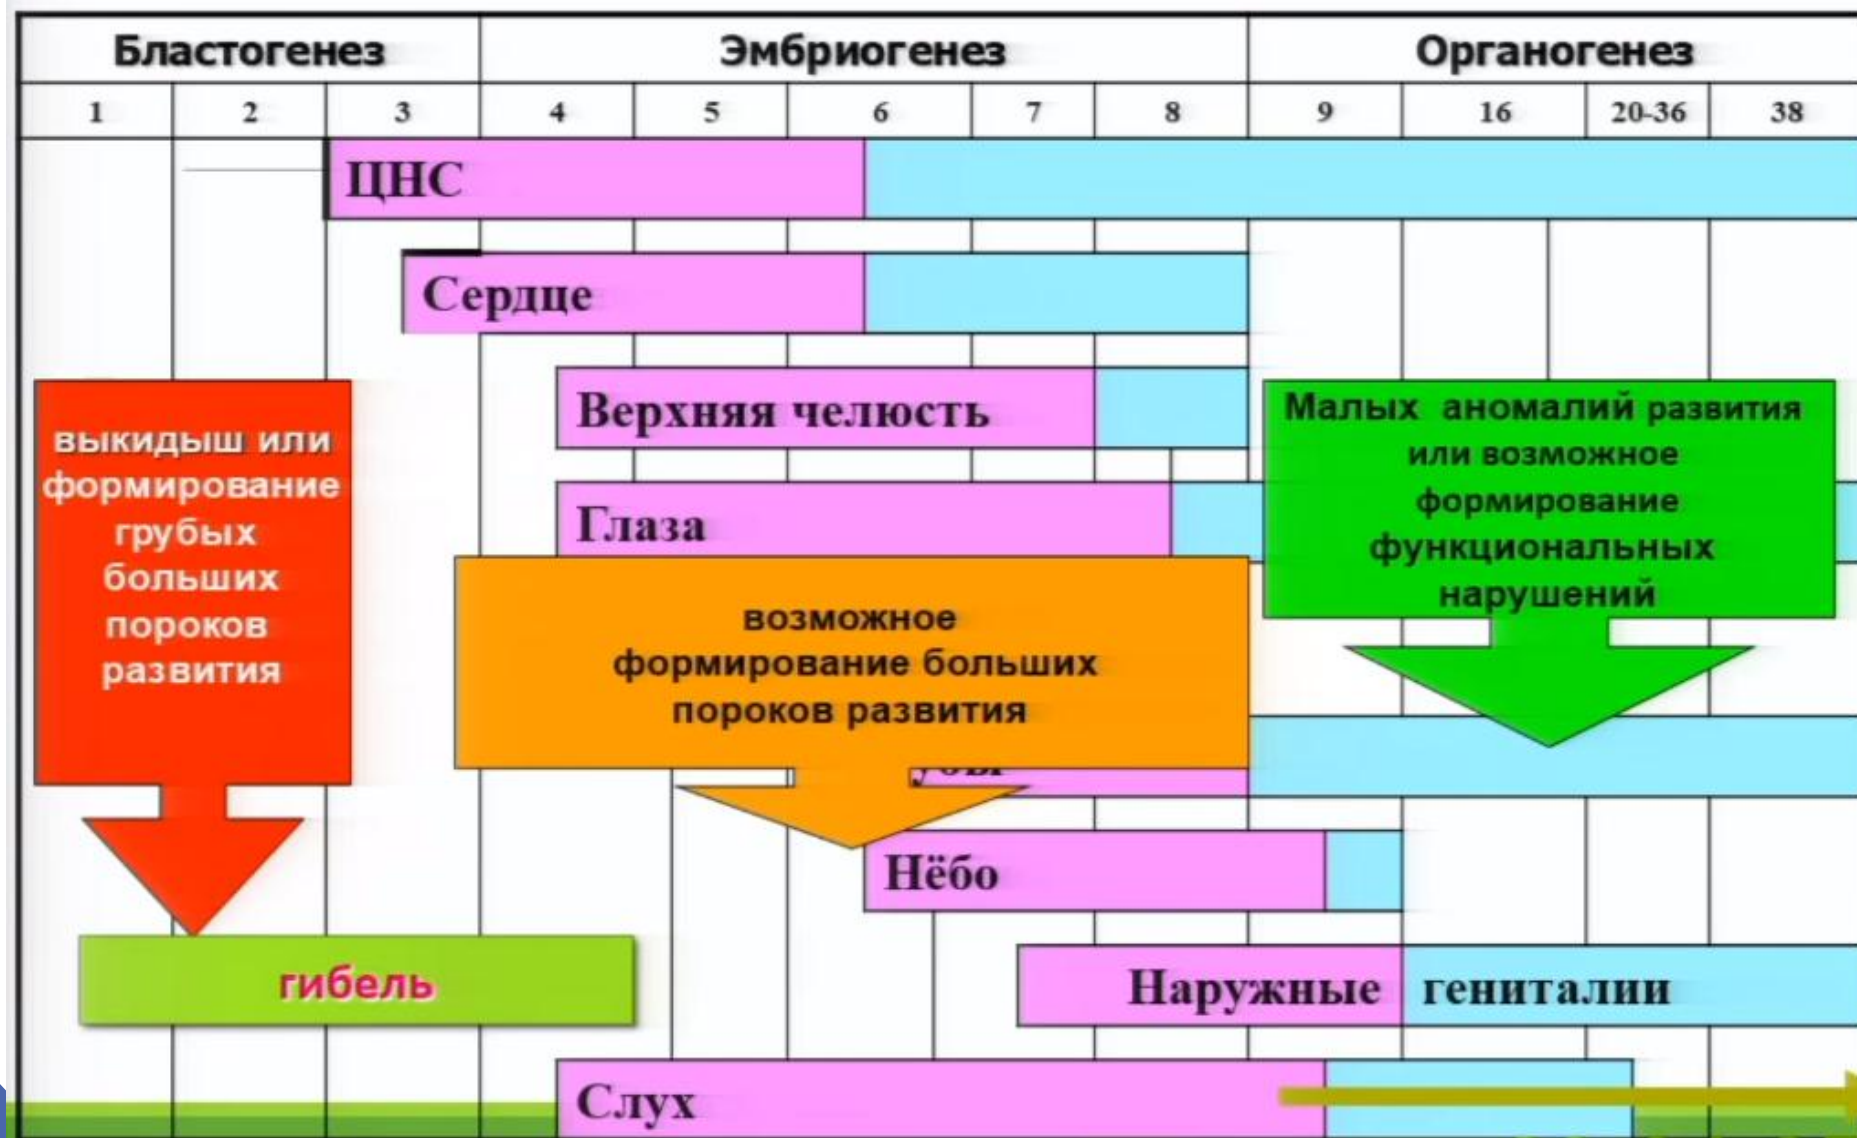 Бластогенез Эмбриогенез Органогенез
1 2 3 4 5 6 7 8 9 16 20-36 38
ЦНС
Сердце
Верхняя челюсть
Глаза
выкидыш или
формирование
грубых
больших
пороков
развития
возможное
формирование больших
пороков развития
Малых аномалий развития
или возможное
формирование
функциональных
нарушений
Нёбо
гибель
Наружные гениталии
Слух